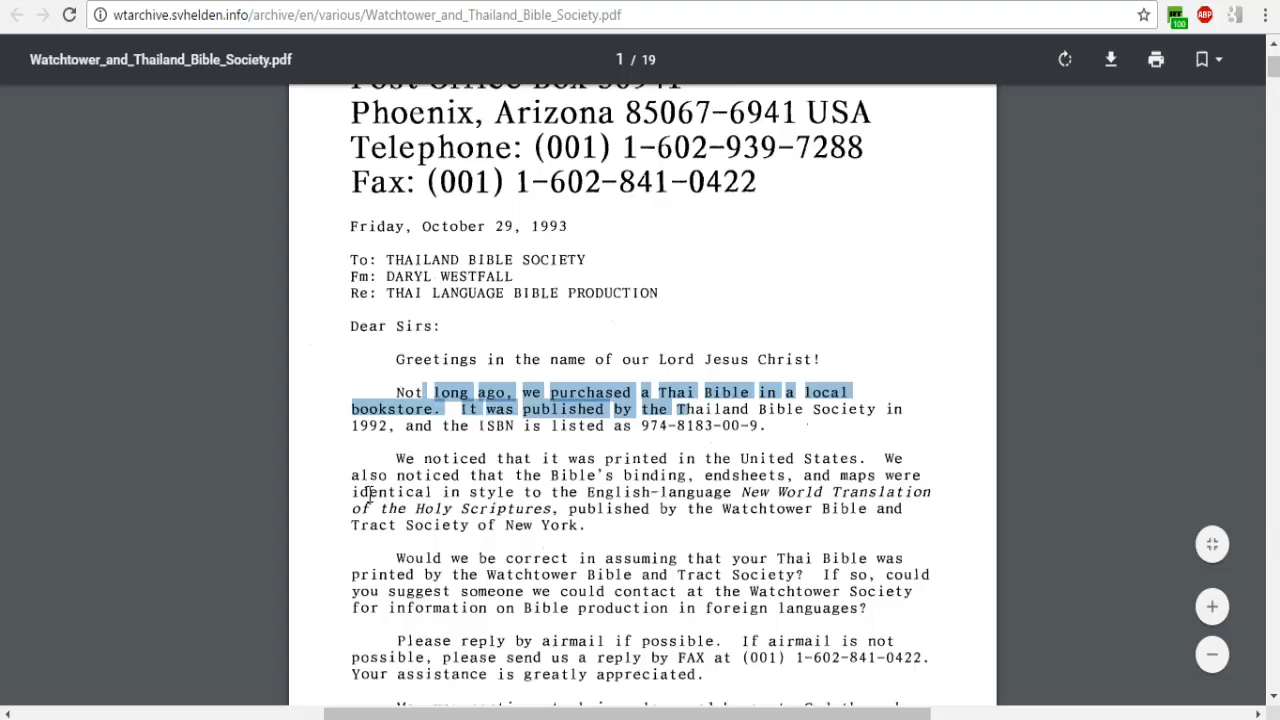 wtarchive.svhelden.info/archive/en/various/Watchtower_and_Thailand_Bible_Society.pdf
100
ABP
Watchtower_and_Thailand_Bible_Society.pdf
1 / 19
Phoenix, Arizona 85067-6941 USA
Telephone: (001) 1-602-939-7288
Fax: (001) 1-602-841-0422
Friday, October 29, 1993
To: THAILAND BIBLE SOCIETY
Fm: DARYL WESTFALL
Re: THAI LANGUAGE BIBLE PRODUCTION
Dear Sirs:
Greetings in the name of our Lord Jesus Christ!
Not long ago, we purchased a Thai Bible in a local
bookstore. It was published by the Thailand Bible Society in
1992, and the ISBN is listed as 974-8183-00-9.
We noticed that it was printed in the United States. We
also noticed that the Bible's binding, endsheets, and maps were
identical in style to the English-language New World Translation
of the Holy Scriptures, published by the Watchtower Bible and
Tract Society of New York.
Would we be correct in assuming that your Thai Bible was
printed by the Watchtower Bible and Tract Society? If so, could
you suggest someone we could contact at the Watchtower Society
for information on Bible production in foreign languages?
Please reply by airmail if possible. If airmail is not
possible, please send us a reply by FAX at (001) 1-602-841-0422.
Your assistance is greatly appreciated.